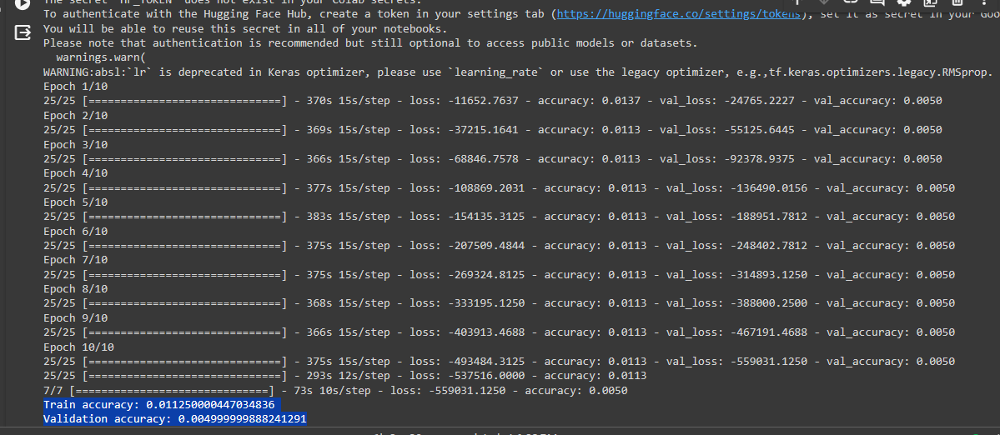 The secret `HF_TOKEN` does not exist in your Colab secrets.
To authenticate with the Hugging Face Hub, create a token in your settings tab (https://huggingface.co/settings/tokens), set it as secret in your Goo
You will be able to reuse this secret in all of your notebooks.
Please note that authentication is recommended but still optional to access public models or datasets.
warnings.warn(
WARNING:absl:`lr` is deprecated in Keras optimizer, please use `learning_rate` or use the legacy optimizer, e.g.,tf.keras.optimizers.legacy.RMSprop.
Epoch 1/10
25/25 [==============================] - 370s 15s/step - loss: -11652.7637 - accuracy: 0.0137 - val_loss: -24765.2227 - val_accuracy: 0.0050
Epoch 2/10
25/25 [==============================] - 369s 15s/step - loss: -37215.1641 - accuracy: 0.0113 - val_loss: -55125.6445 - val_accuracy: 0.0050
Epoch 3/10
25/25 [==============================] - 366s 15s/step - loss: -68846.7578 - accuracy: 0.0113 - val_loss: -92378.9375 - val_accuracy: 0.0050
Epoch 4/10
25/25 [==============================] - 377s 15s/step - loss: -108869.2031 - accuracy: 0.0113 - val_loss: -136490.0156 - val_accuracy: 0.0050
Epoch 5/10
25/25 [==============================] - 383s 15s/step - loss: -154135.3125 - accuracy: 0.0113 - val_loss: -188951.7812 - val_accuracy: 0.0050
Epoch 6/10
25/25 [==============================] - 375s 15s/step - loss: -207509.4844 - accuracy: 0.0113 - val_loss: -248402.7812 - val_accuracy: 0.0050
Epoch 7/10
25/25 [==============================] - 375s 15s/step - loss: -269324.8125 - accuracy: 0.0113 - val_loss: -314893.1250 - val_accuracy: 0.0050
Epoch 8/10
25/25 [==============================] - 368s 15s/step - loss: -333195.1250 - accuracy: 0.0113 - val_loss: -388000.2500 - val_accuracy: 0.0050
Epoch 9/10
25/25 [==============================] - 366s 15s/step - loss: -403913.4688 - accuracy: 0.0113 - val_loss: -467191.4688 - val_accuracy: 0.0050
Epoch 10/10
25/25 [==============================] - 375s 15s/step - loss: -493484.3125 - accuracy: 0.0113 - val_loss: -559031.1250 - val_accuracy: 0.0050
25/25 [==============================] - 293s 12s/step - loss: -537516.0000 - accuracy: 0.0113
7/7 [==============================] - 73s 10s/step - loss: -559031.1250 - accuracy: 0.0050
Train accuracy: 0.011250000447034836
Validation accuracy: 0.004999999888241291